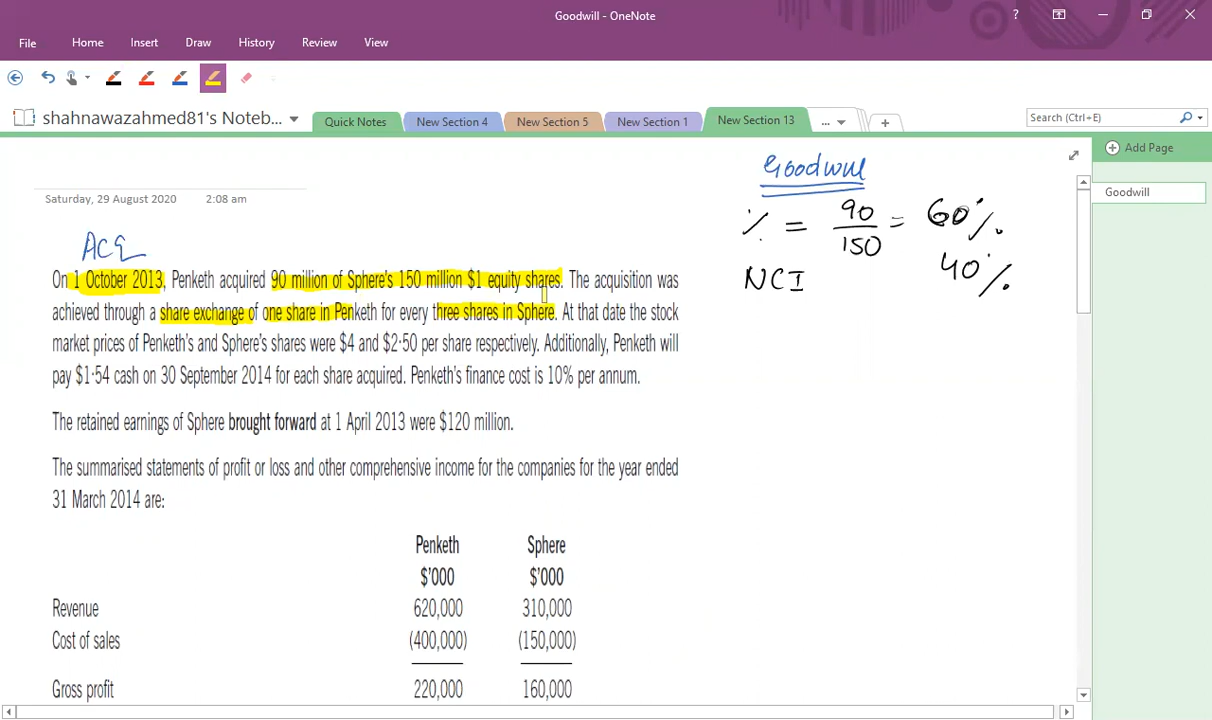 Goodwill - OneNote
?
File Home Insert Draw History Review View
shahnawazahmed81's Noteb... Quick Notes New Section 4 New Section 5 New Section 1 New Section 13 ... + Search (Ctrl+E)
Add Page
Goodwill
Saturday, 29 August 2020 2:08 am
Goodwill
% = 90/150 = 60%
NCI 40%
ACQ
On 1 October 2013, Penketh acquired 90 million of Sphere's 150 million $1 equity shares. The acquisition was
achieved through a share exchange of one share in Penketh for every three shares in Sphere. At that date the stock
market prices of Penketh's and Sphere's shares were $4 and $2·50 per share respectively. Additionally, Penketh will
pay $1·54 cash on 30 September 2014 for each share acquired. Penketh's finance cost is 10% per annum.
The retained earnings of Sphere brought forward at 1 April 2013 were $120 million.
The summarised statements of profit or loss and other comprehensive income for the companies for the year ended
31 March 2014 are:
Penketh Sphere
$'000 $'000
Revenue 620,000 310,000
Cost of sales (400,000) (150,000)
Gross profit 220,000 160,000